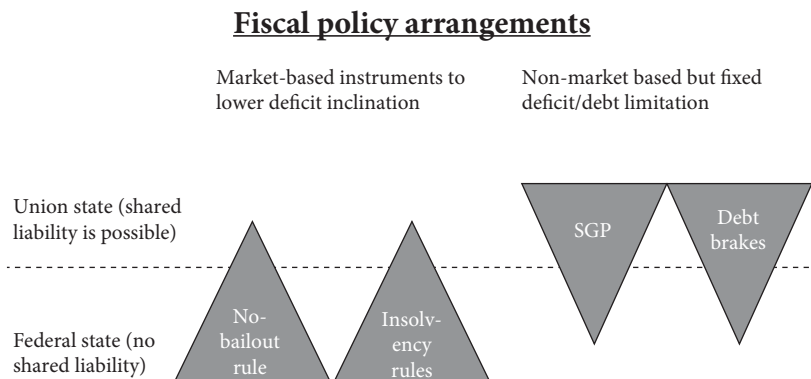 Fiscal policy arrangements
Market-based instruments to
lower deficit inclination
Non-market based but fixed
deficit/debt limitation
Union state (shared
liability is possible)
SGP
Debt
brakes
Federal state (no
shared liability)
No-
bailout
rule
Insolv-
ency
rules